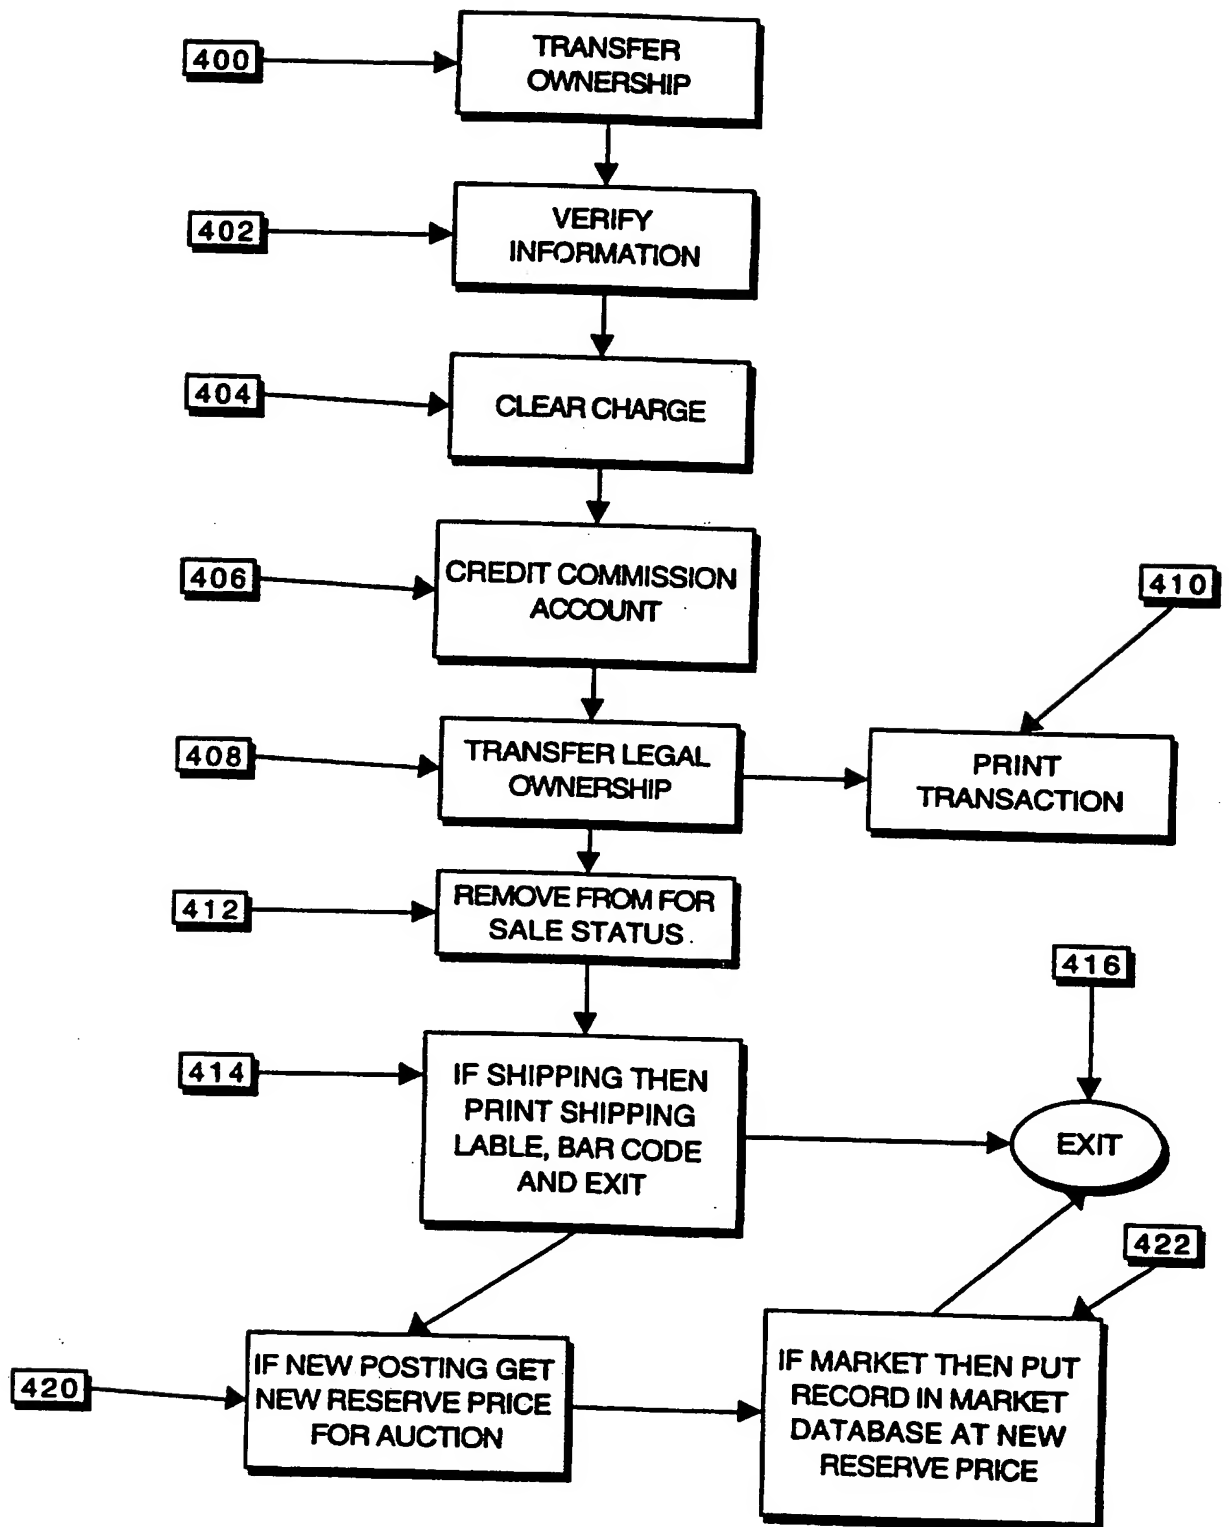 400
TRANSFER
OWNERSHIP
402
VERIFY
INFORMATION
404
CLEAR CHARGE
406
CREDIT COMMISSION
ACCOUNT
410
408
TRANSFER LEGAL
OWNERSHIP
PRINT
TRANSACTION
412
REMOVE FROM FOR
SALE STATUS
416
414
IF SHIPPING THEN
PRINT SHIPPING
LABLE, BAR CODE
AND EXIT
EXIT
422
420
IF NEW POSTING GET
NEW RESERVE PRICE
FOR AUCTION
IF MARKET THEN PUT
RECORD IN MARKET
DATABASE AT NEW
RESERVE PRICE